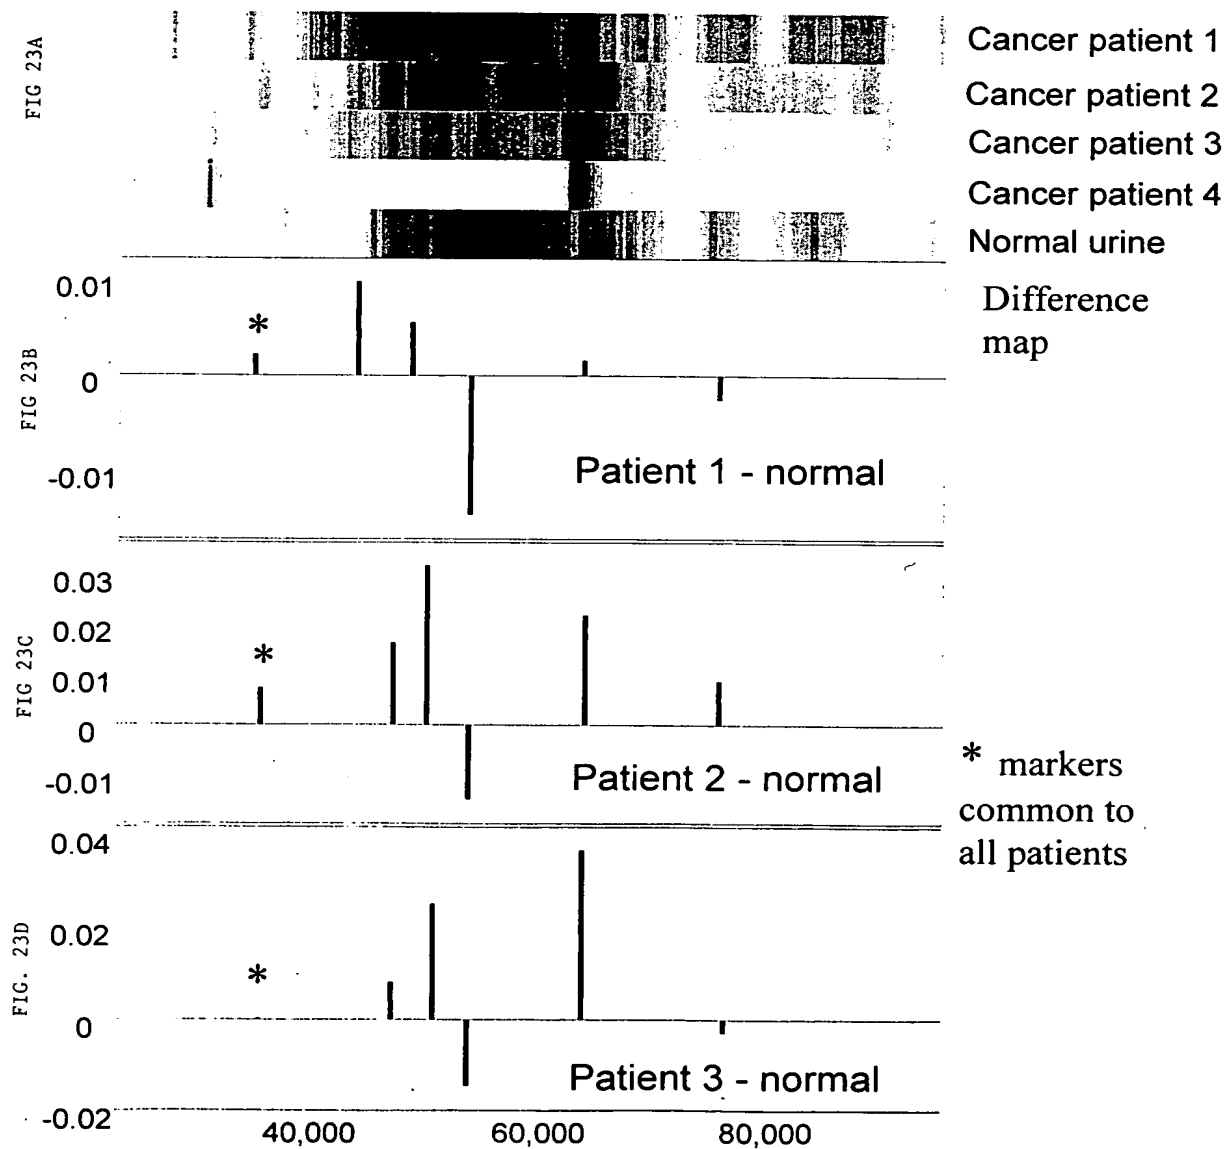 FIG 23A
Cancer patient 1
Cancer patient 2
Cancer patient 3
Cancer patient 4
Normal urine
Difference
map
FIG 23B
0.01
*
0
-0.01
Patient 1 - normal
FIG 23C
0.03
0.02
*
0.01
0
-0.01
Patient 2 - normal
* markers
common to
all patients
FIG. 23D
0.04
0.02
*
0
-0.02
Patient 3 - normal
40,000 60,000 80,000